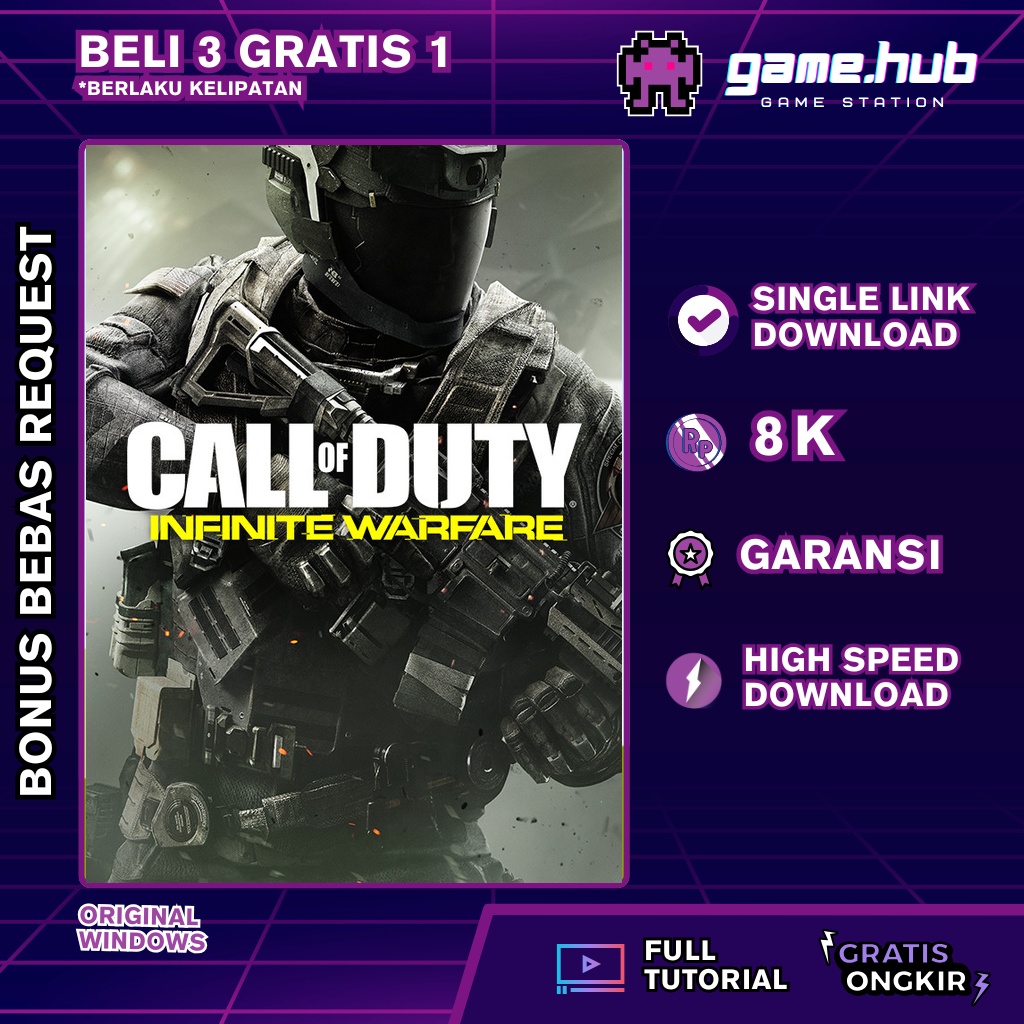 BELI 3 GRATIS 1
*BERLAKU KELIPATAN
game.hub
GAME STATION
BONUS BEBAS REQUEST
CALL OF DUTY
INFINITE WARFARE
SINGLE LINK
DOWNLOAD
RP 8K
GARANSI
HIGH SPEED
DOWNLOAD
ORIGINAL
WINDOWS
FULL
TUTORIAL
GRATIS
ONGKIR